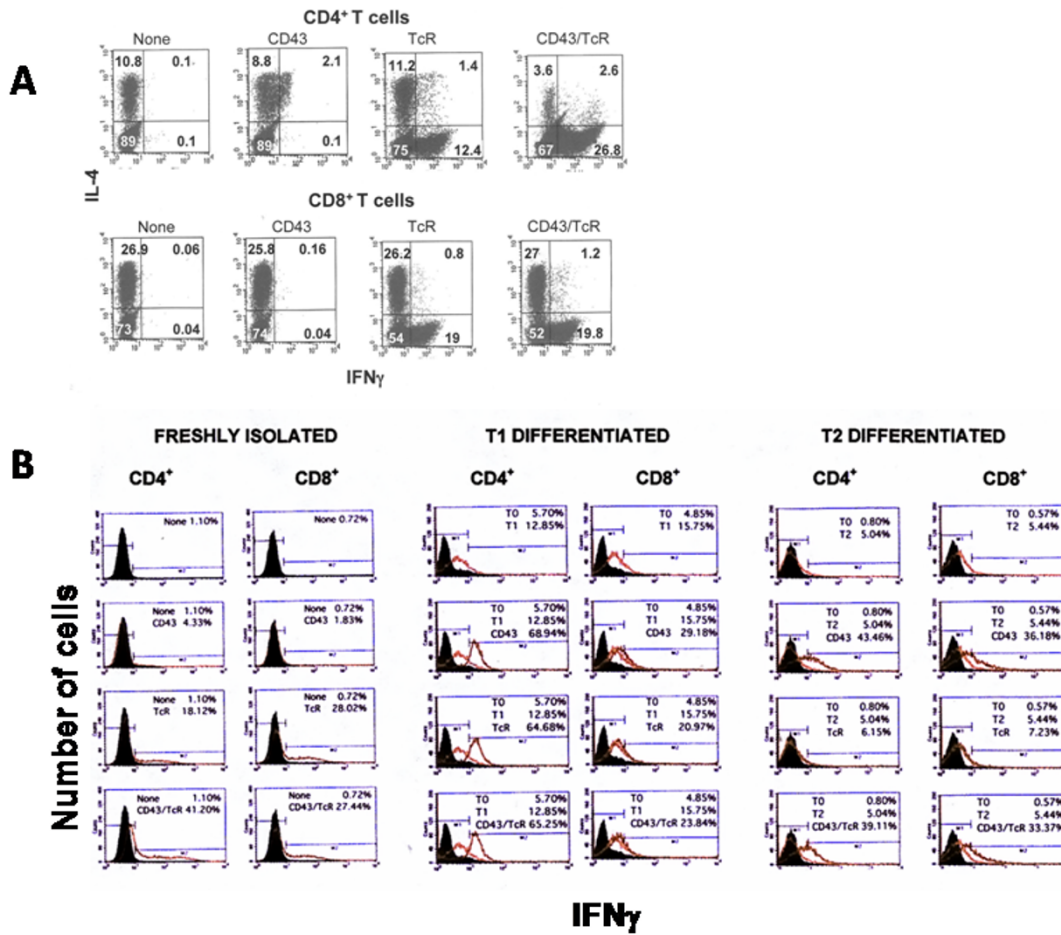 CD4+ T cells
None CD43 TcR CD43/TcR
A
10.8 0.1 8.8 2.1 11.2 1.4 3.6 2.6
89 0.1 89 0.1 75 12.4 67 26.8
IL-4
CD8+ T cells
None CD43 TcR CD43/TcR
26.9 0.06 25.8 0.16 26.2 0.8 27 1.2
73 0.04 74 0.04 54 19 52 19.8
IFNγ
B
FRESHLY ISOLATED T1 DIFFERENTIATED T2 DIFFERENTIATED
CD4+ CD8+ CD4+ CD8+ CD4+ CD8+
None 1.10% None 0.72% T0 5.70% T0 4.85% T0 0.80% T0 0.57%
T1 12.85% T1 15.75% T2 5.04% T2 5.44%
None 1.10% None 0.72% T0 5.70% T0 4.85% T0 0.80% T0 0.57%
CD43 4.33% CD43 1.83% T1 12.85% T1 15.75% T2 5.04% T2 5.44%
CD43 68.94% CD43 29.18% CD43 43.46% CD43 36.18%
None 1.10% None 0.72% T0 5.70% T0 4.85% T0 0.80% T0 0.57%
TcR 18.12% TcR 28.02% T1 12.85% T1 15.75% T2 5.04% T2 5.44%
TcR 64.68% TcR 20.97% TcR 6.15% TcR 7.23%
None 1.10% None 0.72% T0 5.70% T0 4.85% T0 0.80% T0 0.57%
CD43/TcR 41.20% CD43/TcR 27.44% T1 12.85% T1 15.75% T2 5.04% T2 5.44%
CD43/TcR 65.25% CD43/TcR 23.84% CD43/TcR 39.11% CD43/TcR 33.37%
Number of cells
IFNγ